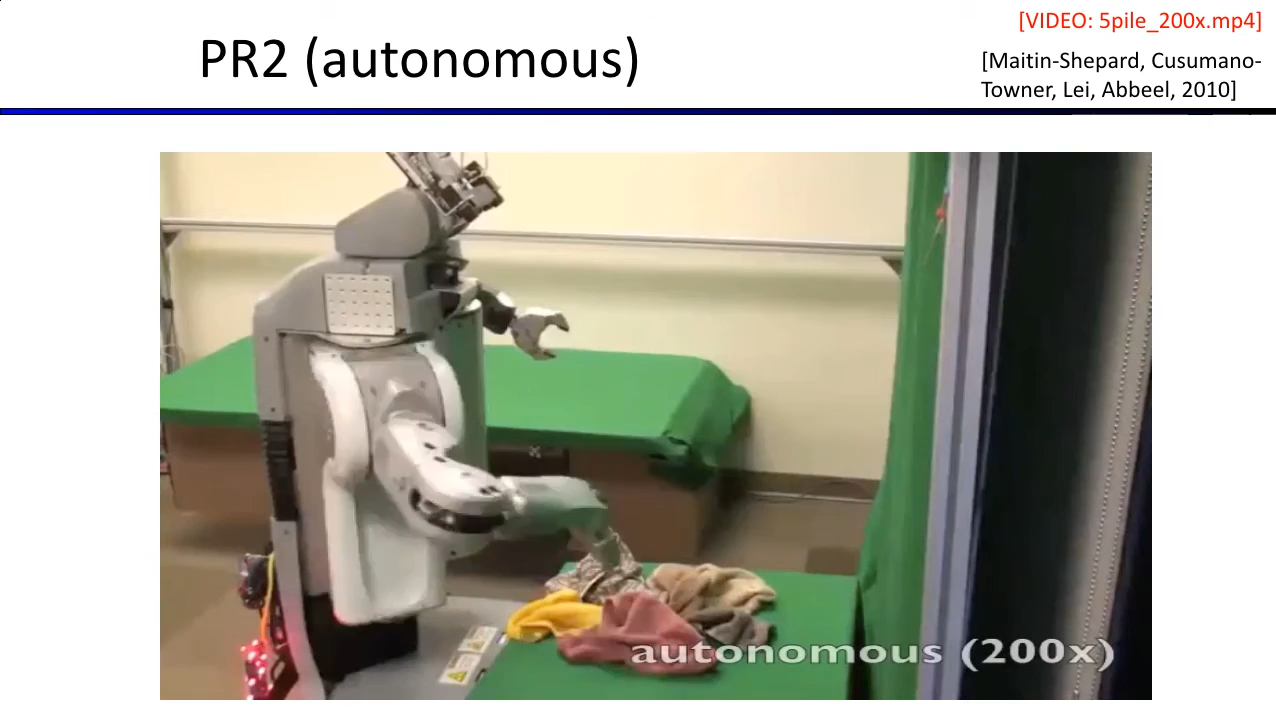 PR2 (autonomous)
[VIDEO: 5pile_200x.mp4]
[Maitin-Shepard, Cusumano-
Towner, Lei, Abbeel, 2010]
autonomous (200x)